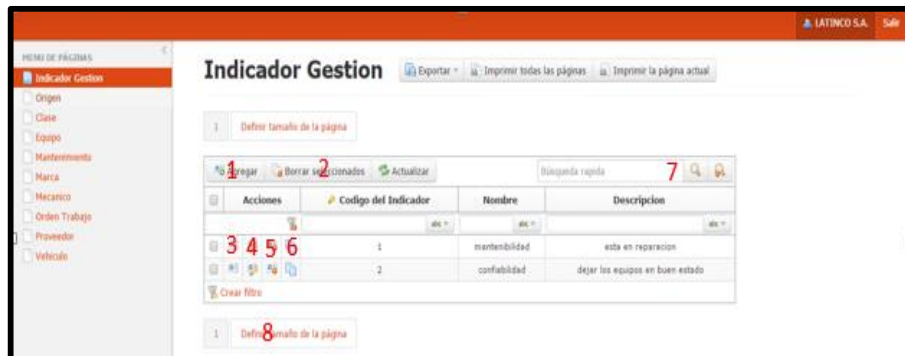 LATINCO S.A. Salir
MENU DE PÁGINAS
Indicador Gestion
Origen
Clase
Equipo
Mantenimiento
Marca
Mecanico
Orden Trabajo
Proveedor
Vehiculo
Indicador Gestion Exportar Imprimir todas las páginas Imprimir la página actual
1 Definir tamaño de la página
1 Agregar Borrar 2 seleccionados Actualizar Búsqueda rapida 7
Acciones Codigo del Indicador Nombre Descripcion
abc abc abc
3 4 5 6 1 mantenibilidad esta en reparacion
2 confiabilidad dejar los equipos en buen estado
Crear filtro
1 Definir 8 tamaño de la página